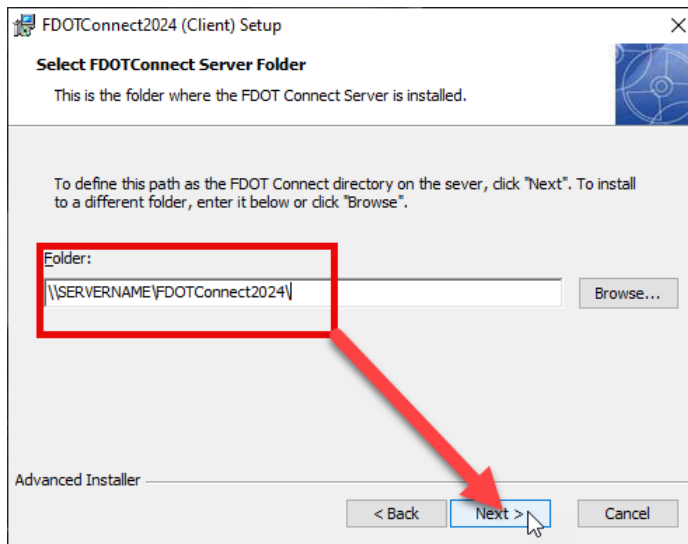 FDOTConnect2024 (Client) Setup
Select FDOTConnect Server Folder
This is the folder where the FDOT Connect Server is installed.
To define this path as the FDOT Connect directory on the sever, click "Next". To install
to a different folder, enter it below or click "Browse".
Folder:
\\SERVERNAME\FDOTConnect2024\
Browse...
Advanced Installer
< Back
Next >
Cancel